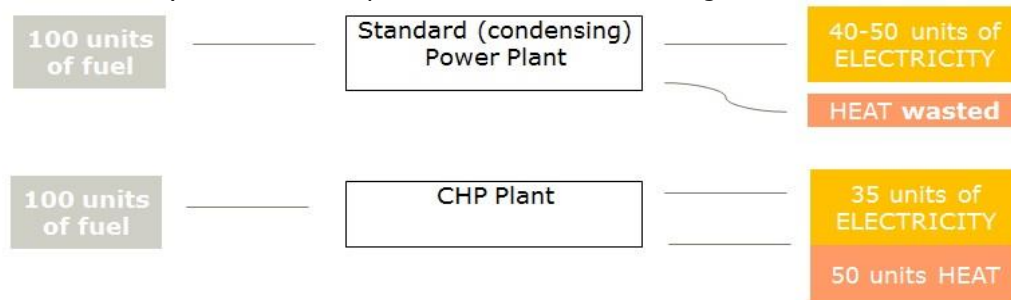 100 units
of fuel
Standard (condensing)
Power Plant
40-50 units of
ELECTRICITY
HEAT wasted
100 units
of fuel
CHP Plant
35 units of
ELECTRICITY
50 units HEAT